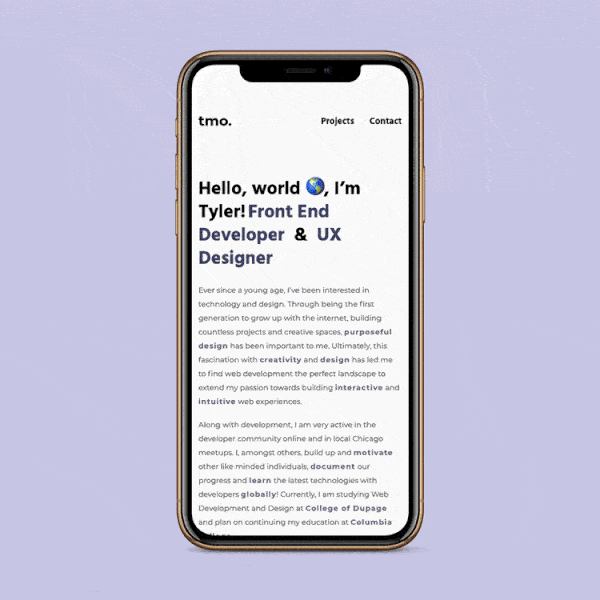 tmo.
Projects Contact
Hello, world 🌎, I’m
Tyler! Front End
Developer & UX
Designer
Ever since a young age, I've been interested in
technology and design. Through being the first
generation to grow up with the internet, building
countless projects and creative spaces, purposeful
design has been important to me. Ultimately, this
fascination with creativity and design has led me
to find web development the perfect landscape to
extend my passion towards building interactive and
intuitive web experiences.
Along with development, I am very active in the
developer community online and in local Chicago
meetups. I, amongst others, build up and motivate
other like minded individuals, document our
progress and learn the latest technologies with
developers globally! Currently, I am studying Web
Development and Design at College of Dupage
and plan on continuing my education at Columbia